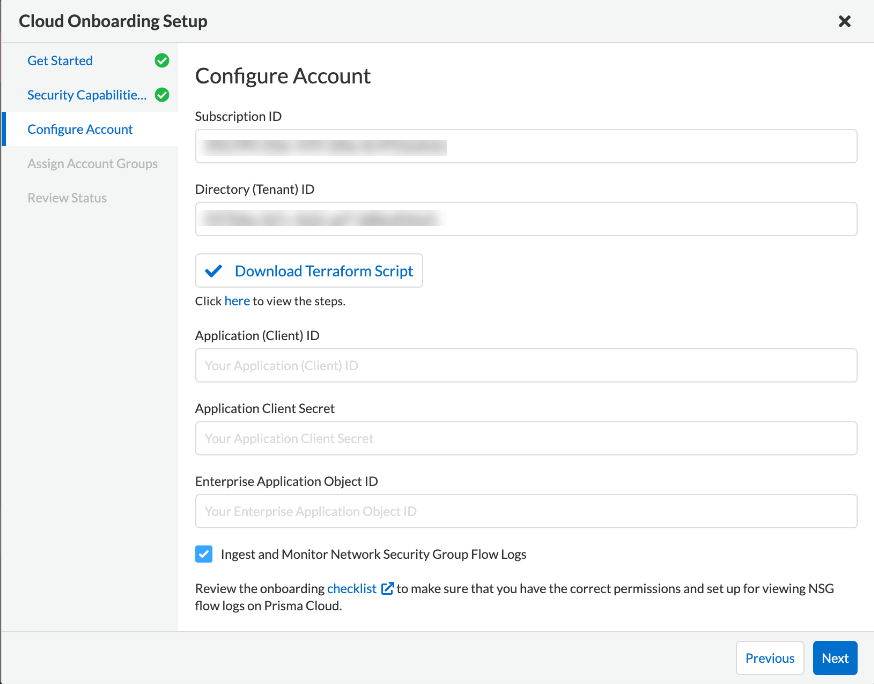 Cloud Onboarding Setup
Get Started
Security Capabilitie...
Configure Account
Assign Account Groups
Review Status
Configure Account
Subscription ID
Directory (Tenant) ID
Download Terraform Script
Click here to view the steps.
Application (Client) ID
Your Application (Client) ID
Application Client Secret
Your Application Client Secret
Enterprise Application Object ID
Your Enterprise Application Object ID
Ingest and Monitor Network Security Group Flow Logs
Review the onboarding checklist to make sure that you have the correct permissions and set up for viewing NSG
flow logs on Prisma Cloud.
Previous
Next